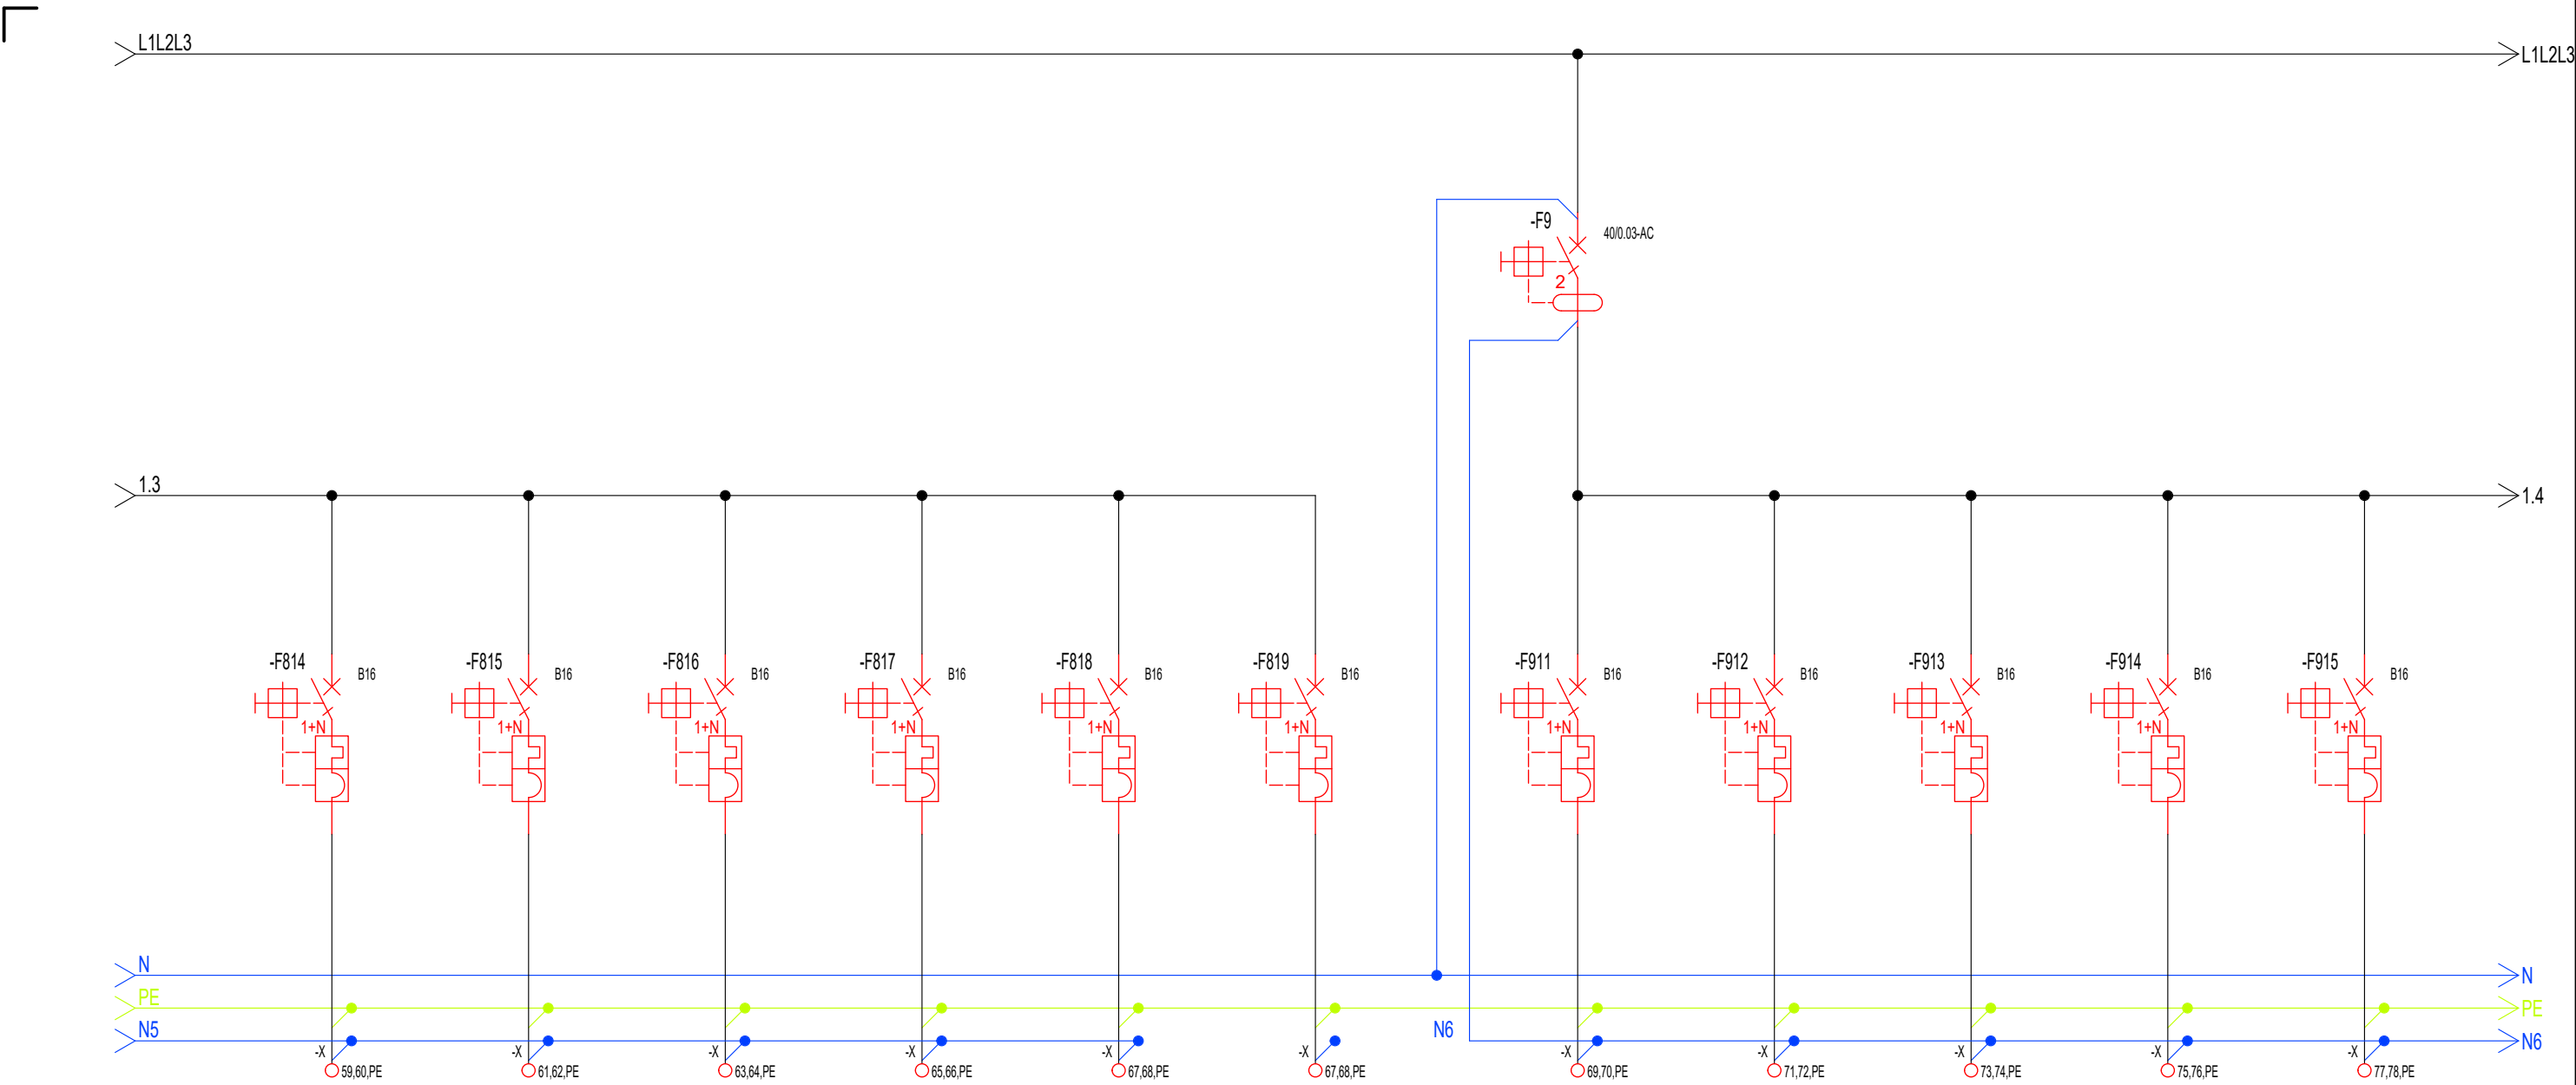 L1L2L3 L1L2L3
-F9 40/0.03-AC
2
1.3 1.4
-F814 B16 -F815 B16 -F816 B16 -F817 B16 -F818 B16 -F819 B16 -F911 B16 -F912 B16 -F913 B16 -F914 B16 -F915 B16
1+N 1+N 1+N 1+N 1+N 1+N 1+N 1+N 1+N 1+N 1+N
N N
PE PE
N5 N6 N6
-X -X -X -X -X -X -X -X -X -X -X
59,60,PE 61,62,PE 63,64,PE 65,66,PE 67,68,PE 67,68,PE 69,70,PE 71,72,PE 73,74,PE 75,76,PE 77,78,PE